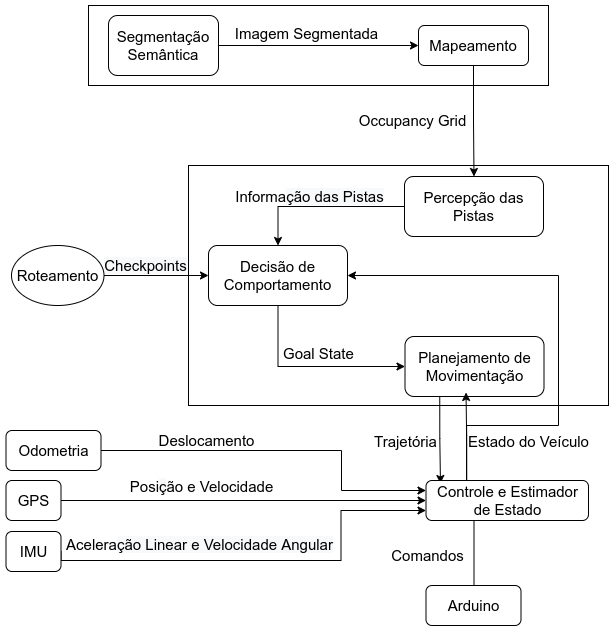 Segmentação
Semântica
Imagem Segmentada
Mapeamento
Occupancy Grid
Percepção das
Pistas
Informação das Pistas
Roteamento
Checkpoints
Decisão de
Comportamento
Goal State
Planejamento de
Movimentação
Trajetória
Estado do Veículo
Odometria
Deslocamento
GPS
Posição e Velocidade
IMU
Aceleração Linear e Velocidade Angular
Controle e Estimador
de Estado
Comandos
Arduino